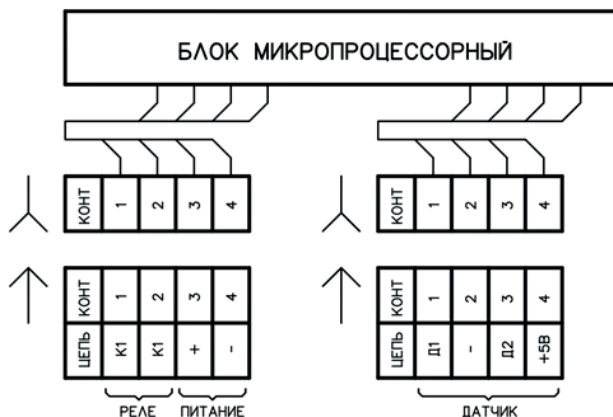 БЛОК МИКРОПРОЦЕССОРНЫЙ
КОНТ 1 2 3 4
КОНТ 1 2 3 4
КОНТ 1 2 3 4
ЦЕПЬ К1 К1 + -
РЕЛЕ ПИТАНИЕ
КОНТ 1 2 3 4
ЦЕПЬ Д1 - Д2 +5В
ДАТЧИК